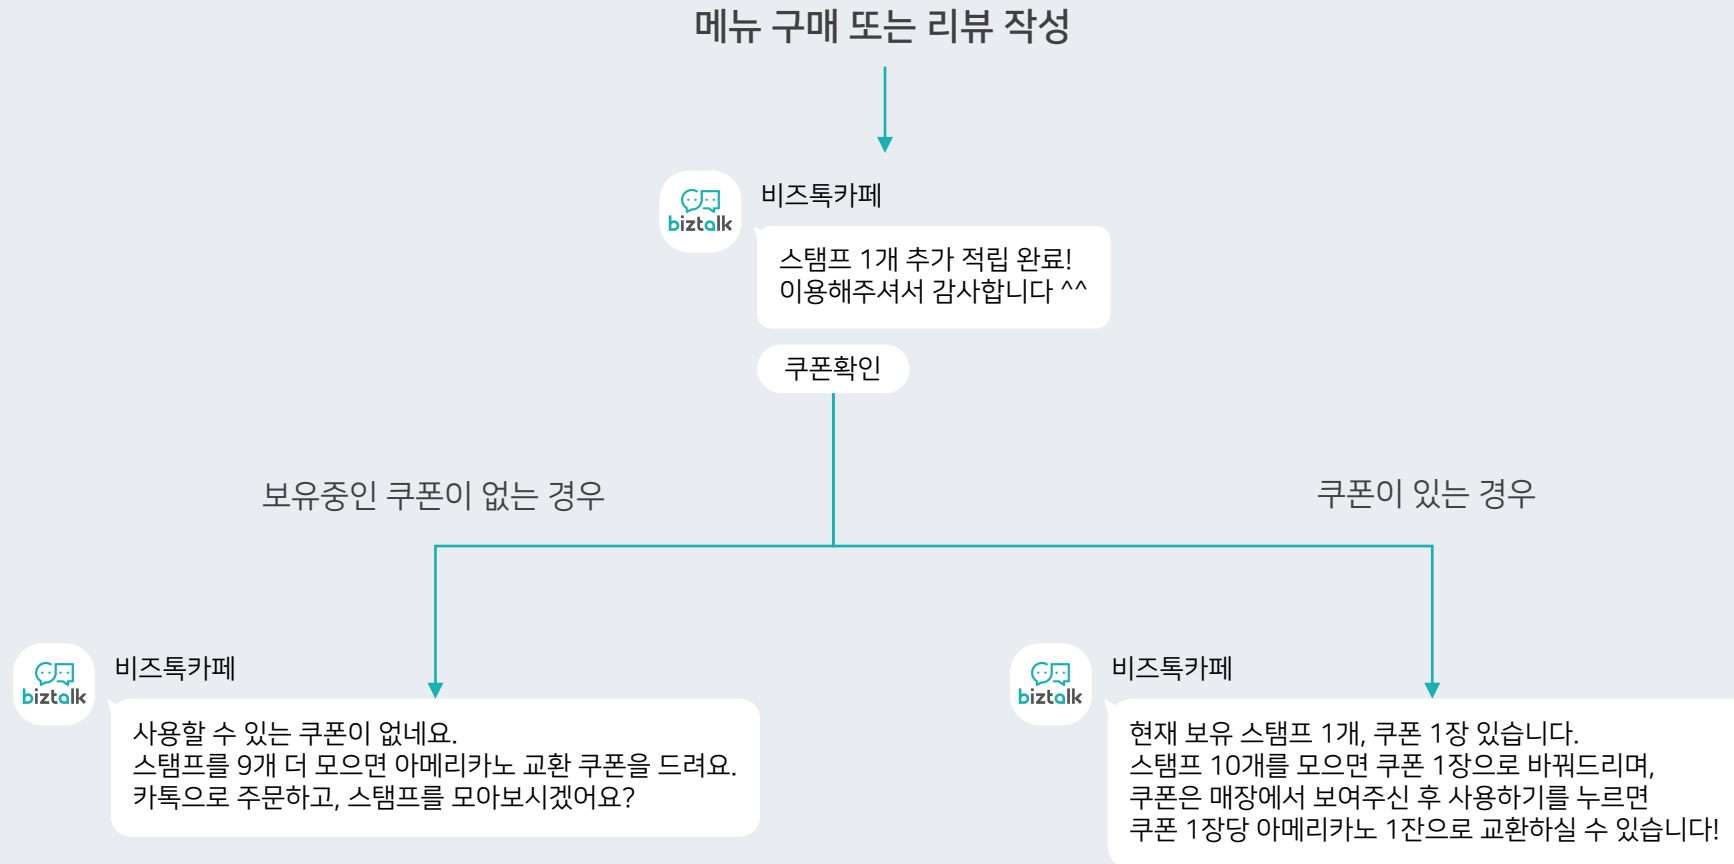 메뉴 구매 또는 리뷰 작성
biztalk
비즈톡카페
스탬프 1개 추가 적립 완료!
이용해주셔서 감사합니다 ^^
쿠폰확인
보유중인 쿠폰이 없는 경우
쿠폰이 있는 경우
biztalk
비즈톡카페
사용할 수 있는 쿠폰이 없네요.
스탬프를 9개 더 모으면 아메리카노 교환 쿠폰을 드려요.
카톡으로 주문하고, 스탬프를 모아보시겠어요?
biztalk
비즈톡카페
현재 보유 스탬프 1개, 쿠폰 1장 있습니다.
스탬프 10개를 모으면 쿠폰 1장으로 바꿔드리며,
쿠폰은 매장에서 보여주신 후 사용하기를 누르면
쿠폰 1장당 아메리카노 1잔으로 교환하실 수 있습니다!